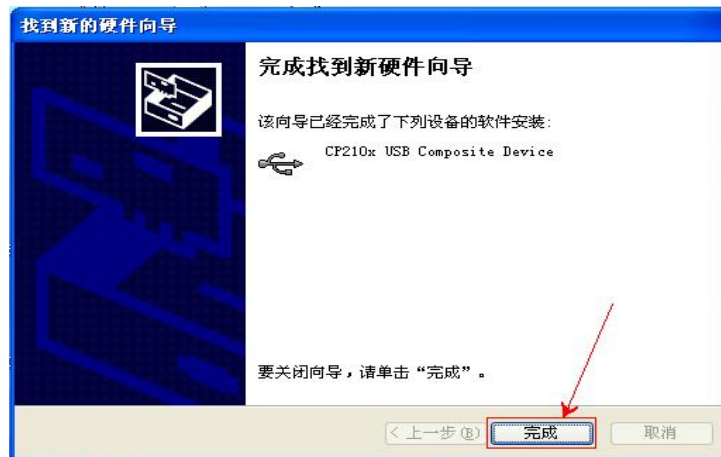 找到新的硬件向导
完成找到新硬件向导
该向导已经完成了下列设备的软件安装:
CP210x USB Composite Device
要关闭向导，请单击“完成”。
< 上一步(B)
完成
取消